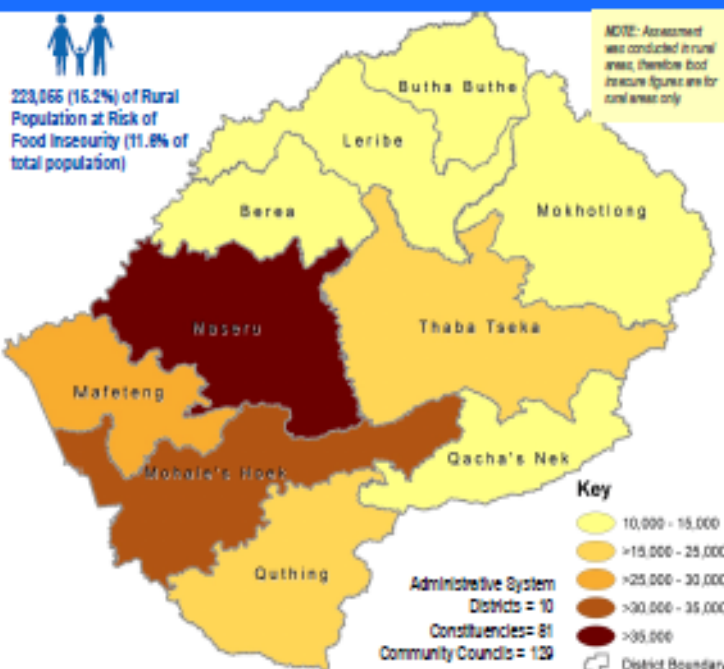 NOTE: Assessment
was conducted in rural
areas, therefore food
insecure figures are for
rural areas only
223,055 (15.2%) of Rural
Population at Risk of
Food Insecurity (11.6% of
total population)
Butha Buthe
Leribe
Berea
Mokhotlong
Maseru
Thaba Tseka
Mafeteng
Mohale's Hoek
Qacha's Nek
Quthing
Key
10,000 - 15,000
>15,000 - 25,000
>25,000 - 30,000
>30,000 - 35,000
>35,000
District Boundary
Administrative System
Districts = 10
Constituencies= 81
Community Councils = 129